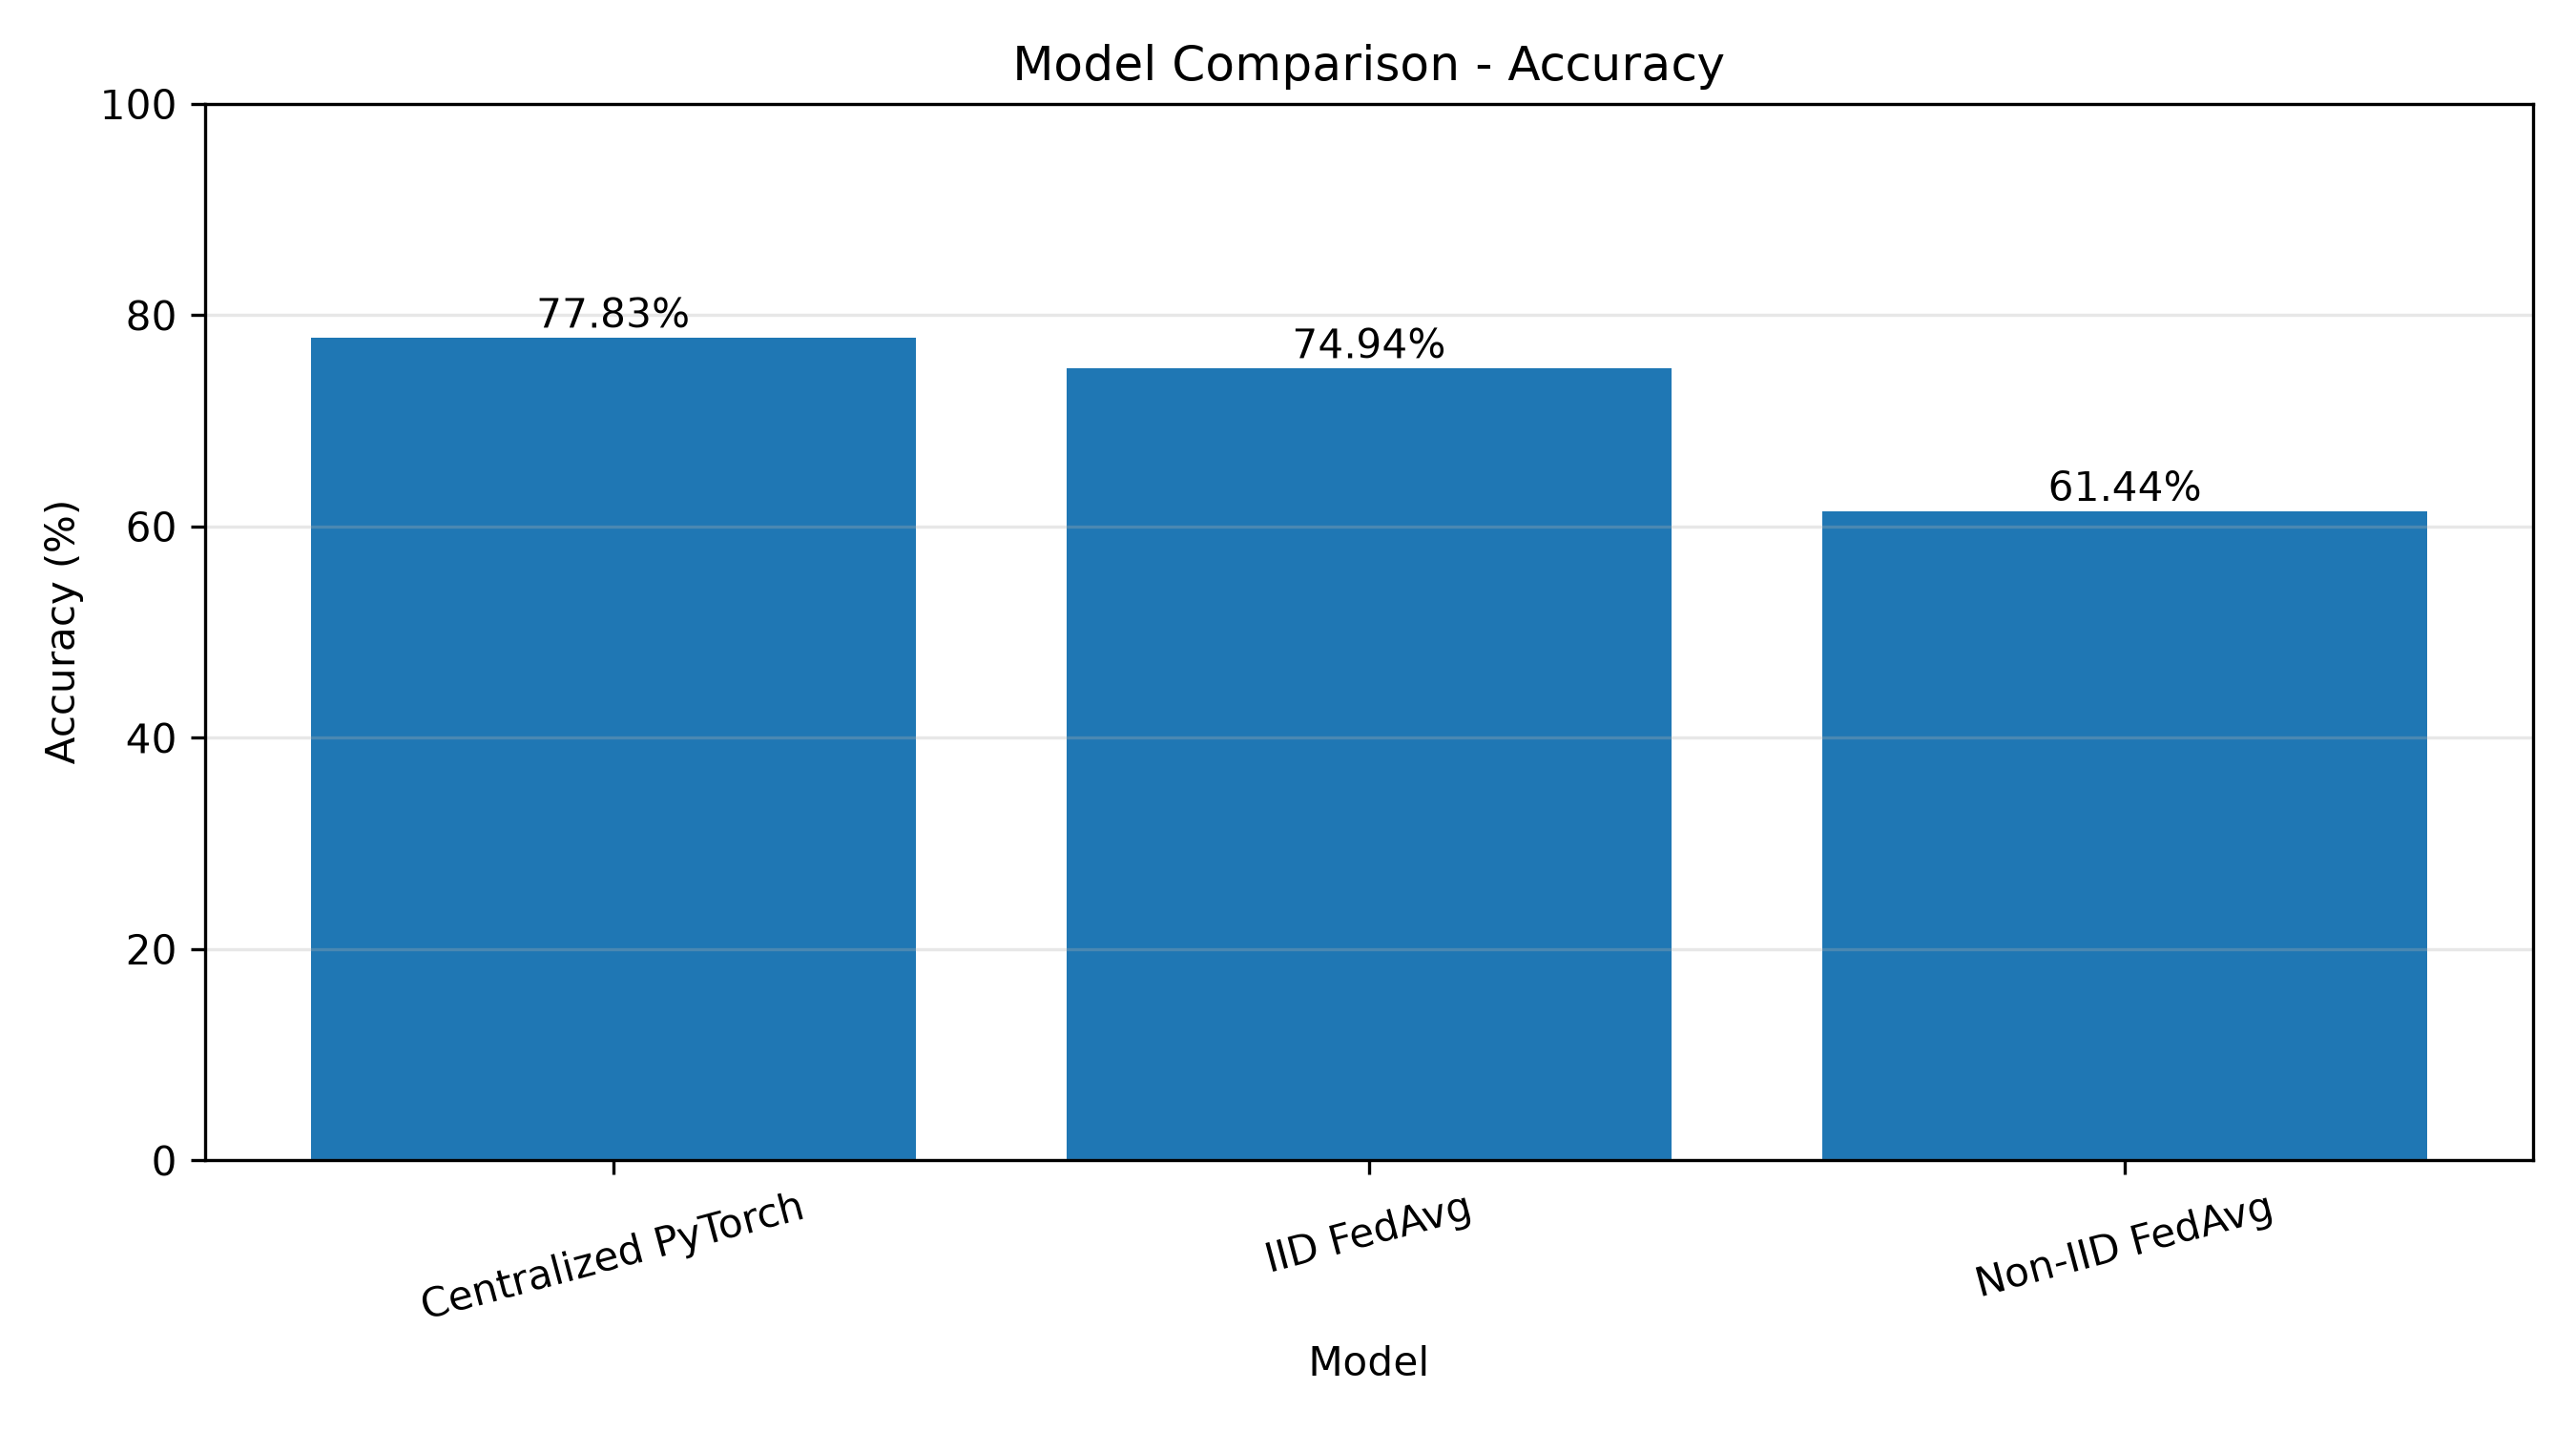 Model Comparison - Accuracy
100
80
60
40
20
0
Accuracy (%)
77.83%
74.94%
61.44%
Centralized PyTorch
IID FedAvg
Non-IID FedAvg
Model